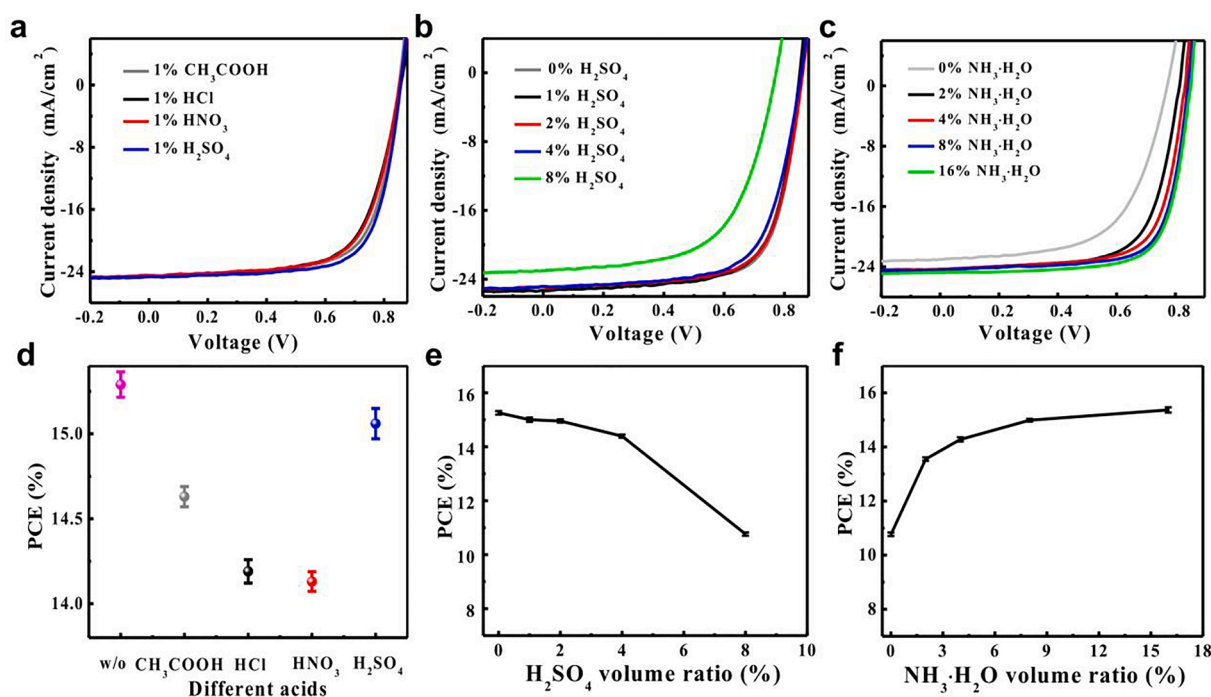 a
Current density (mA/cm²)
0
-8
-16
-24
1% CH₃COOH
1% HCl
1% HNO₃
1% H₂SO₄
-0.2 0.0 0.2 0.4 0.6 0.8
Voltage (V)
b
Current density (mA/cm²)
0
-8
-16
-24
0% H₂SO₄
1% H₂SO₄
2% H₂SO₄
4% H₂SO₄
8% H₂SO₄
-0.2 0.0 0.2 0.4 0.6 0.8
Voltage (V)
c
Current density (mA/cm²)
0
-8
-16
-24
0% NH₃·H₂O
2% NH₃·H₂O
4% NH₃·H₂O
8% NH₃·H₂O
16% NH₃·H₂O
-0.2 0.0 0.2 0.4 0.6 0.8
Voltage (V)
d
PCE (%)
15.0
14.5
14.0
w/o CH₃COOH HCl HNO₃ H₂SO₄
Different acids
e
PCE (%)
16
14
12
10
8
0 2 4 6 8 10
H₂SO₄ volume ratio (%)
f
PCE (%)
16
14
12
10
8
0 3 6 9 12 15 18
NH₃·H₂O volume ratio (%)